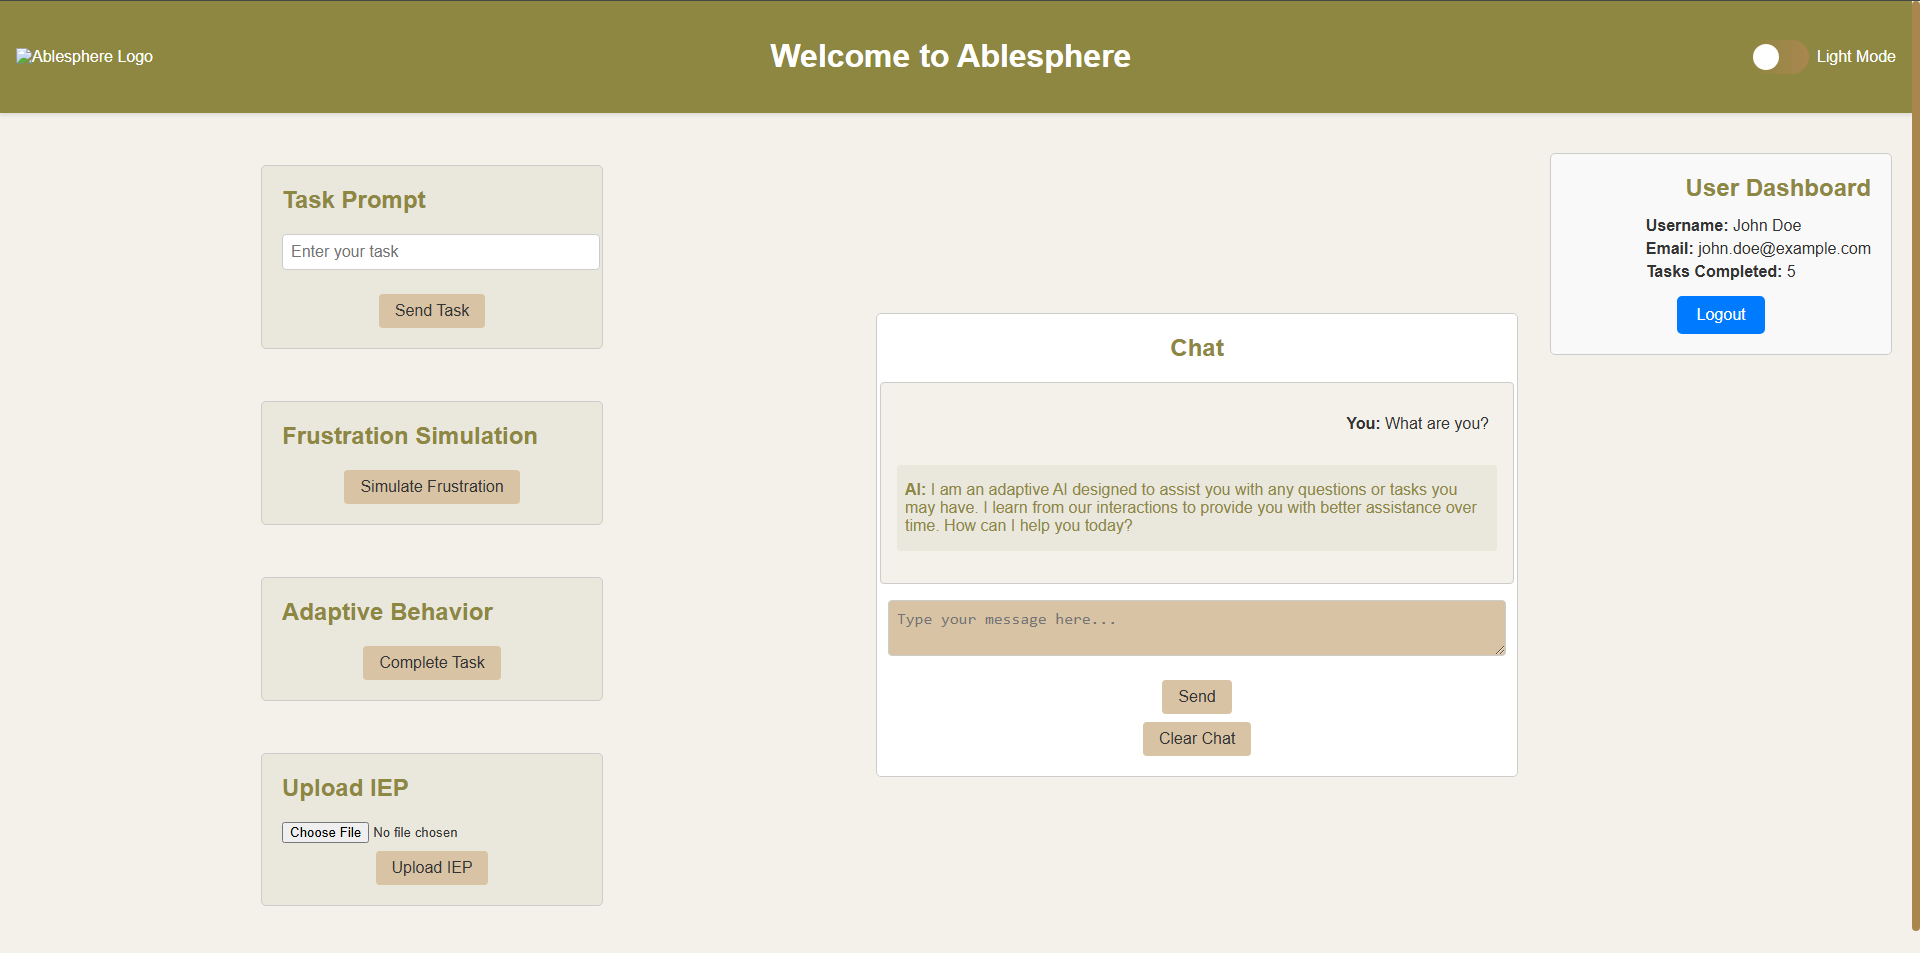 Ablesphere Logo
Welcome to Ablesphere
Light Mode
Task Prompt
Enter your task
Send Task
Frustration Simulation
Simulate Frustration
Adaptive Behavior
Complete Task
Upload IEP
Choose File No file chosen
Upload IEP
Chat
You: What are you?
AI: I am an adaptive AI designed to assist you with any questions or tasks you
may have. I learn from our interactions to provide you with better assistance over
time. How can I help you today?
Type your message here...
Send
Clear Chat
User Dashboard
Username: John Doe
Email: john.doe@example.com
Tasks Completed: 5
Logout